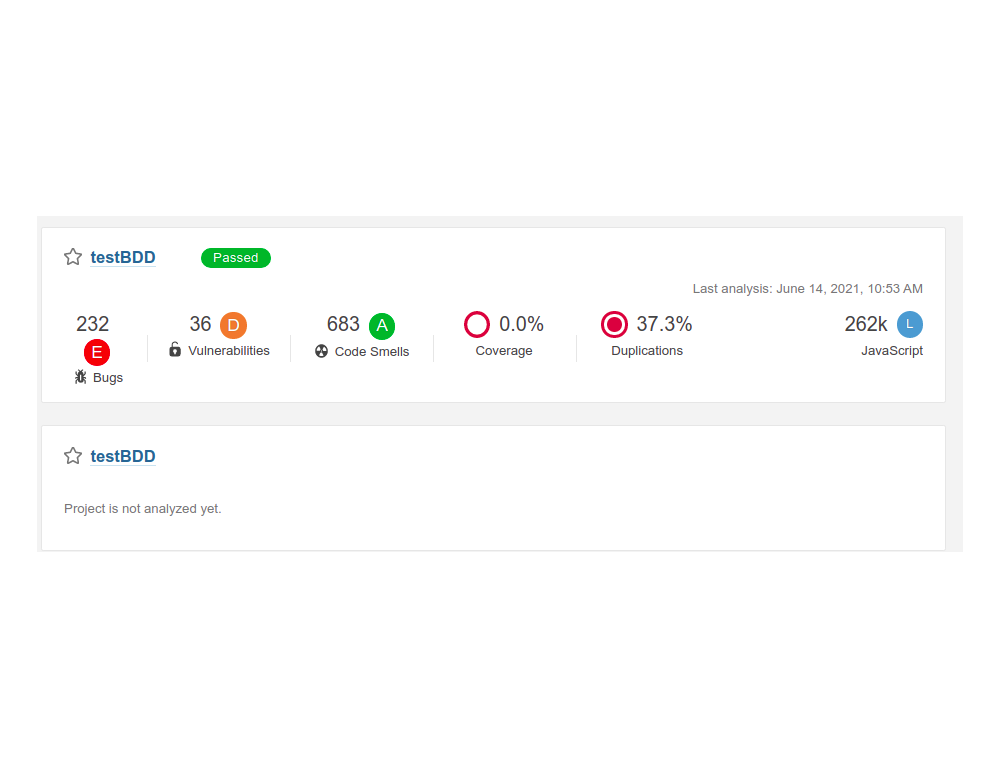 testBDD Passed
Last analysis: June 14, 2021, 10:53 AM
232 E Bugs
36 D Vulnerabilities
683 A Code Smells
0.0% Coverage
37.3% Duplications
262k L JavaScript
testBDD
Project is not analyzed yet.